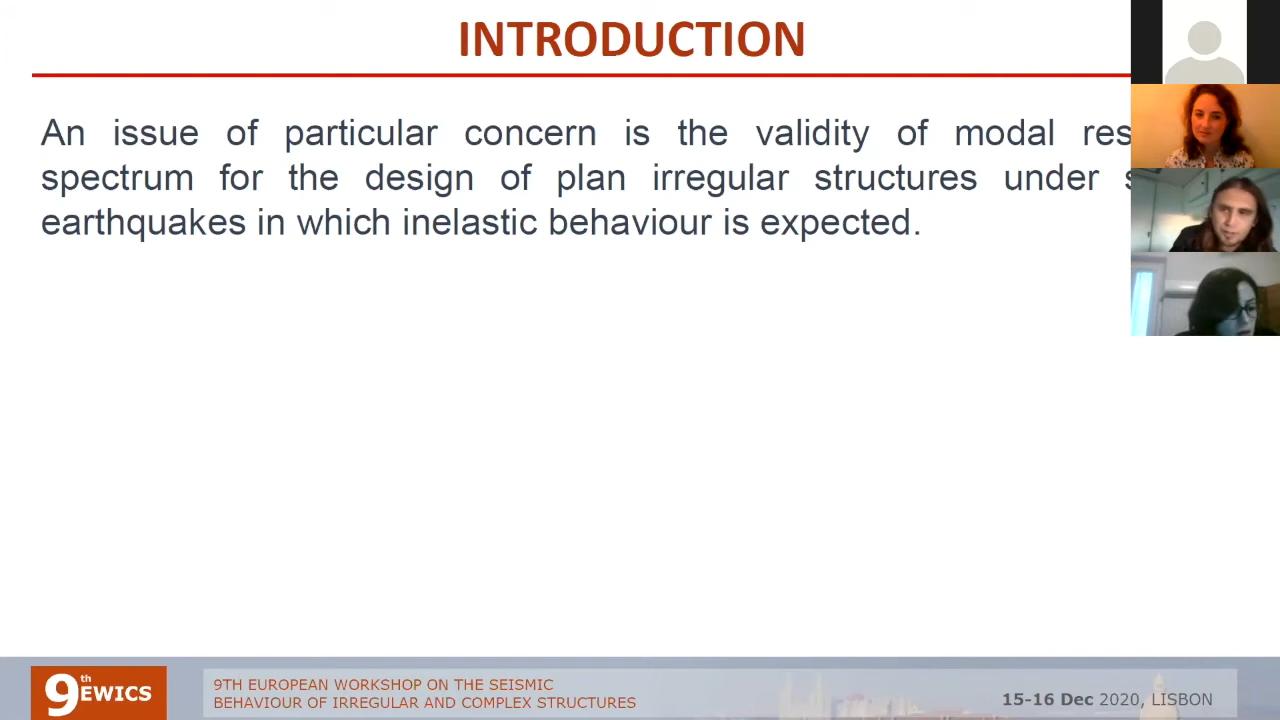 INTRODUCTION
An issue of particular concern is the validity of modal
spectrum for the design of plan irregular structures under
earthquakes in which inelastic behaviour is expected.
9th EWICS
9TH EUROPEAN WORKSHOP ON THE SEISMIC
BEHAVIOUR OF IRREGULAR AND COMPLEX STRUCTURES
15-16 Dec 2020, LISBON